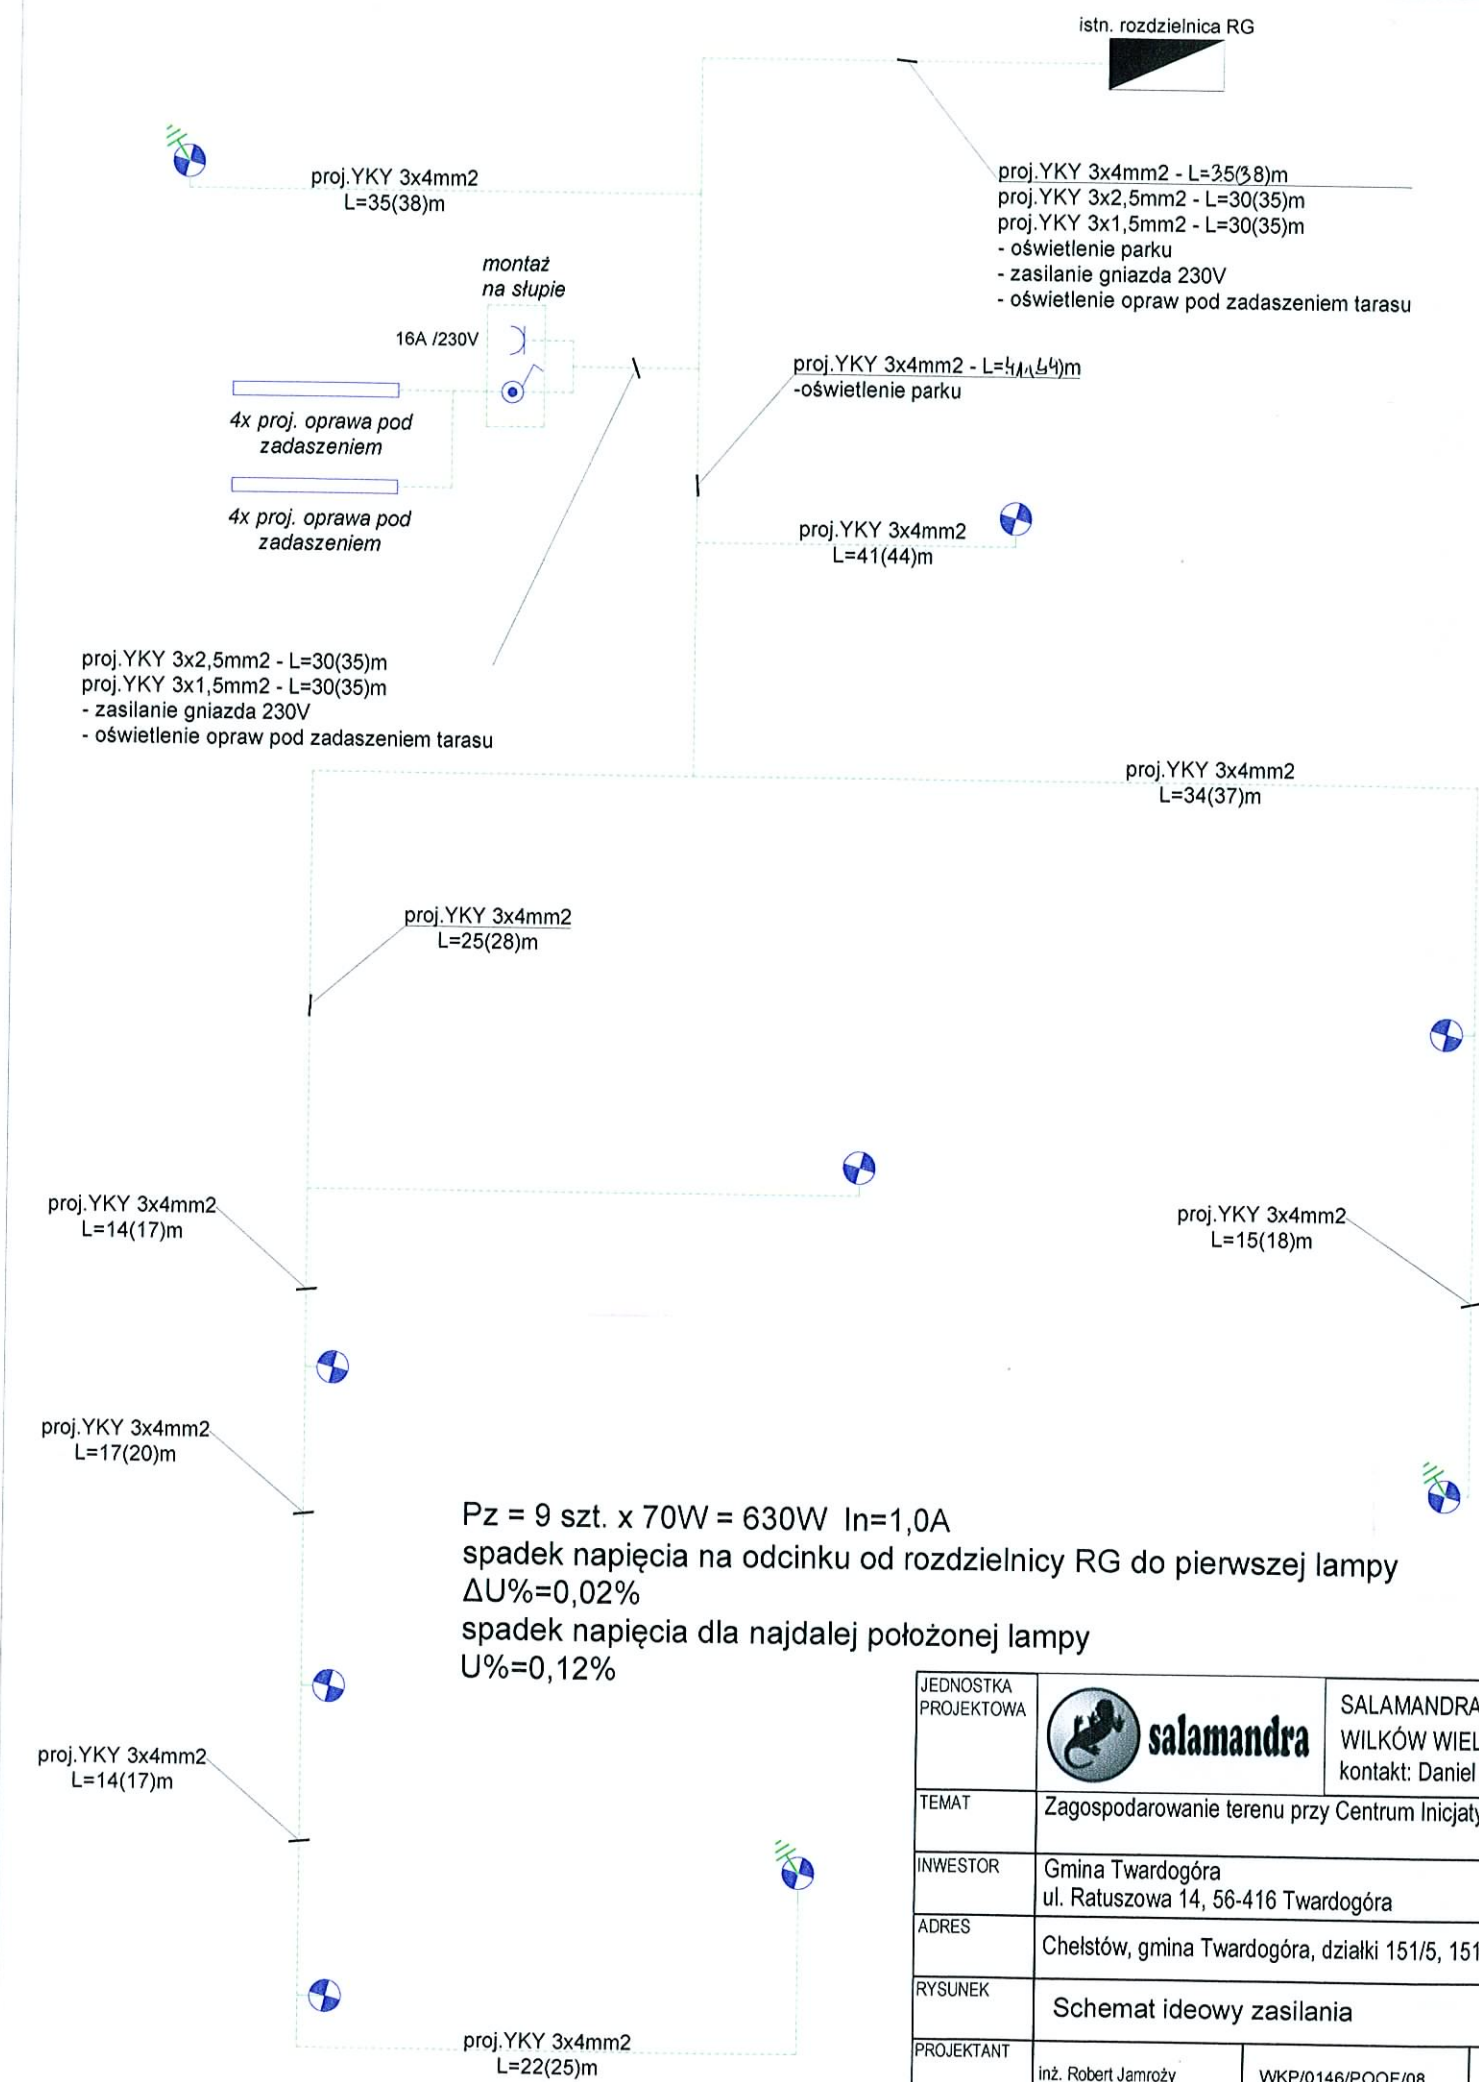 istn. rozdzielnica RG
proj.YKY 3x4mm2
L=35(38)m
proj.YKY 3x4mm2 - L=35(38)m
proj.YKY 3x2,5mm2 - L=30(35)m
proj.YKY 3x1,5mm2 - L=30(35)m
- oświetlenie parku
- zasilanie gniazda 230V
- oświetlenie opraw pod zadaszeniem tarasu
montaż
na słupie
16A /230V
4x proj. oprawa pod
zadaszeniem
4x proj. oprawa pod
zadaszeniem
proj.YKY 3x4mm2 - L=41(44)m
-oświetlenie parku
proj.YKY 3x4mm2
L=41(44)m
proj.YKY 3x2,5mm2 - L=30(35)m
proj.YKY 3x1,5mm2 - L=30(35)m
- zasilanie gniazda 230V
- oświetlenie opraw pod zadaszeniem tarasu
proj.YKY 3x4mm2
L=34(37)m
proj.YKY 3x4mm2
L=25(28)m
proj.YKY 3x4mm2
L=14(17)m
proj.YKY 3x4mm2
L=15(18)m
proj.YKY 3x4mm2
L=17(20)m
Pz = 9 szt. x 70W = 630W In=1,0A
spadek napięcia na odcinku od rozdzielnicy RG do pierwszej lampy
ΔU%=0,02%
spadek napięcia dla najdalej położonej lampy
U%=0,12%
proj.YKY 3x4mm2
L=14(17)m
proj.YKY 3x4mm2
L=22(25)m
JEDNOSTKA
PROJEKTOWA
salamandra
SALAMANDRA
WILKÓW WIEL
kontakt: Daniel
TEMAT
Zagospodarowanie terenu przy Centrum Inicjaty
INWESTOR
Gmina Twardogóra
ul. Ratuszowa 14, 56-416 Twardogóra
ADRES
Chełstów, gmina Twardogóra, działki 151/5, 151
RYSUNEK
Schemat ideowy zasilania
PROJEKTANT
inż. Robert Jamroży
WKP/0146/POOE/08